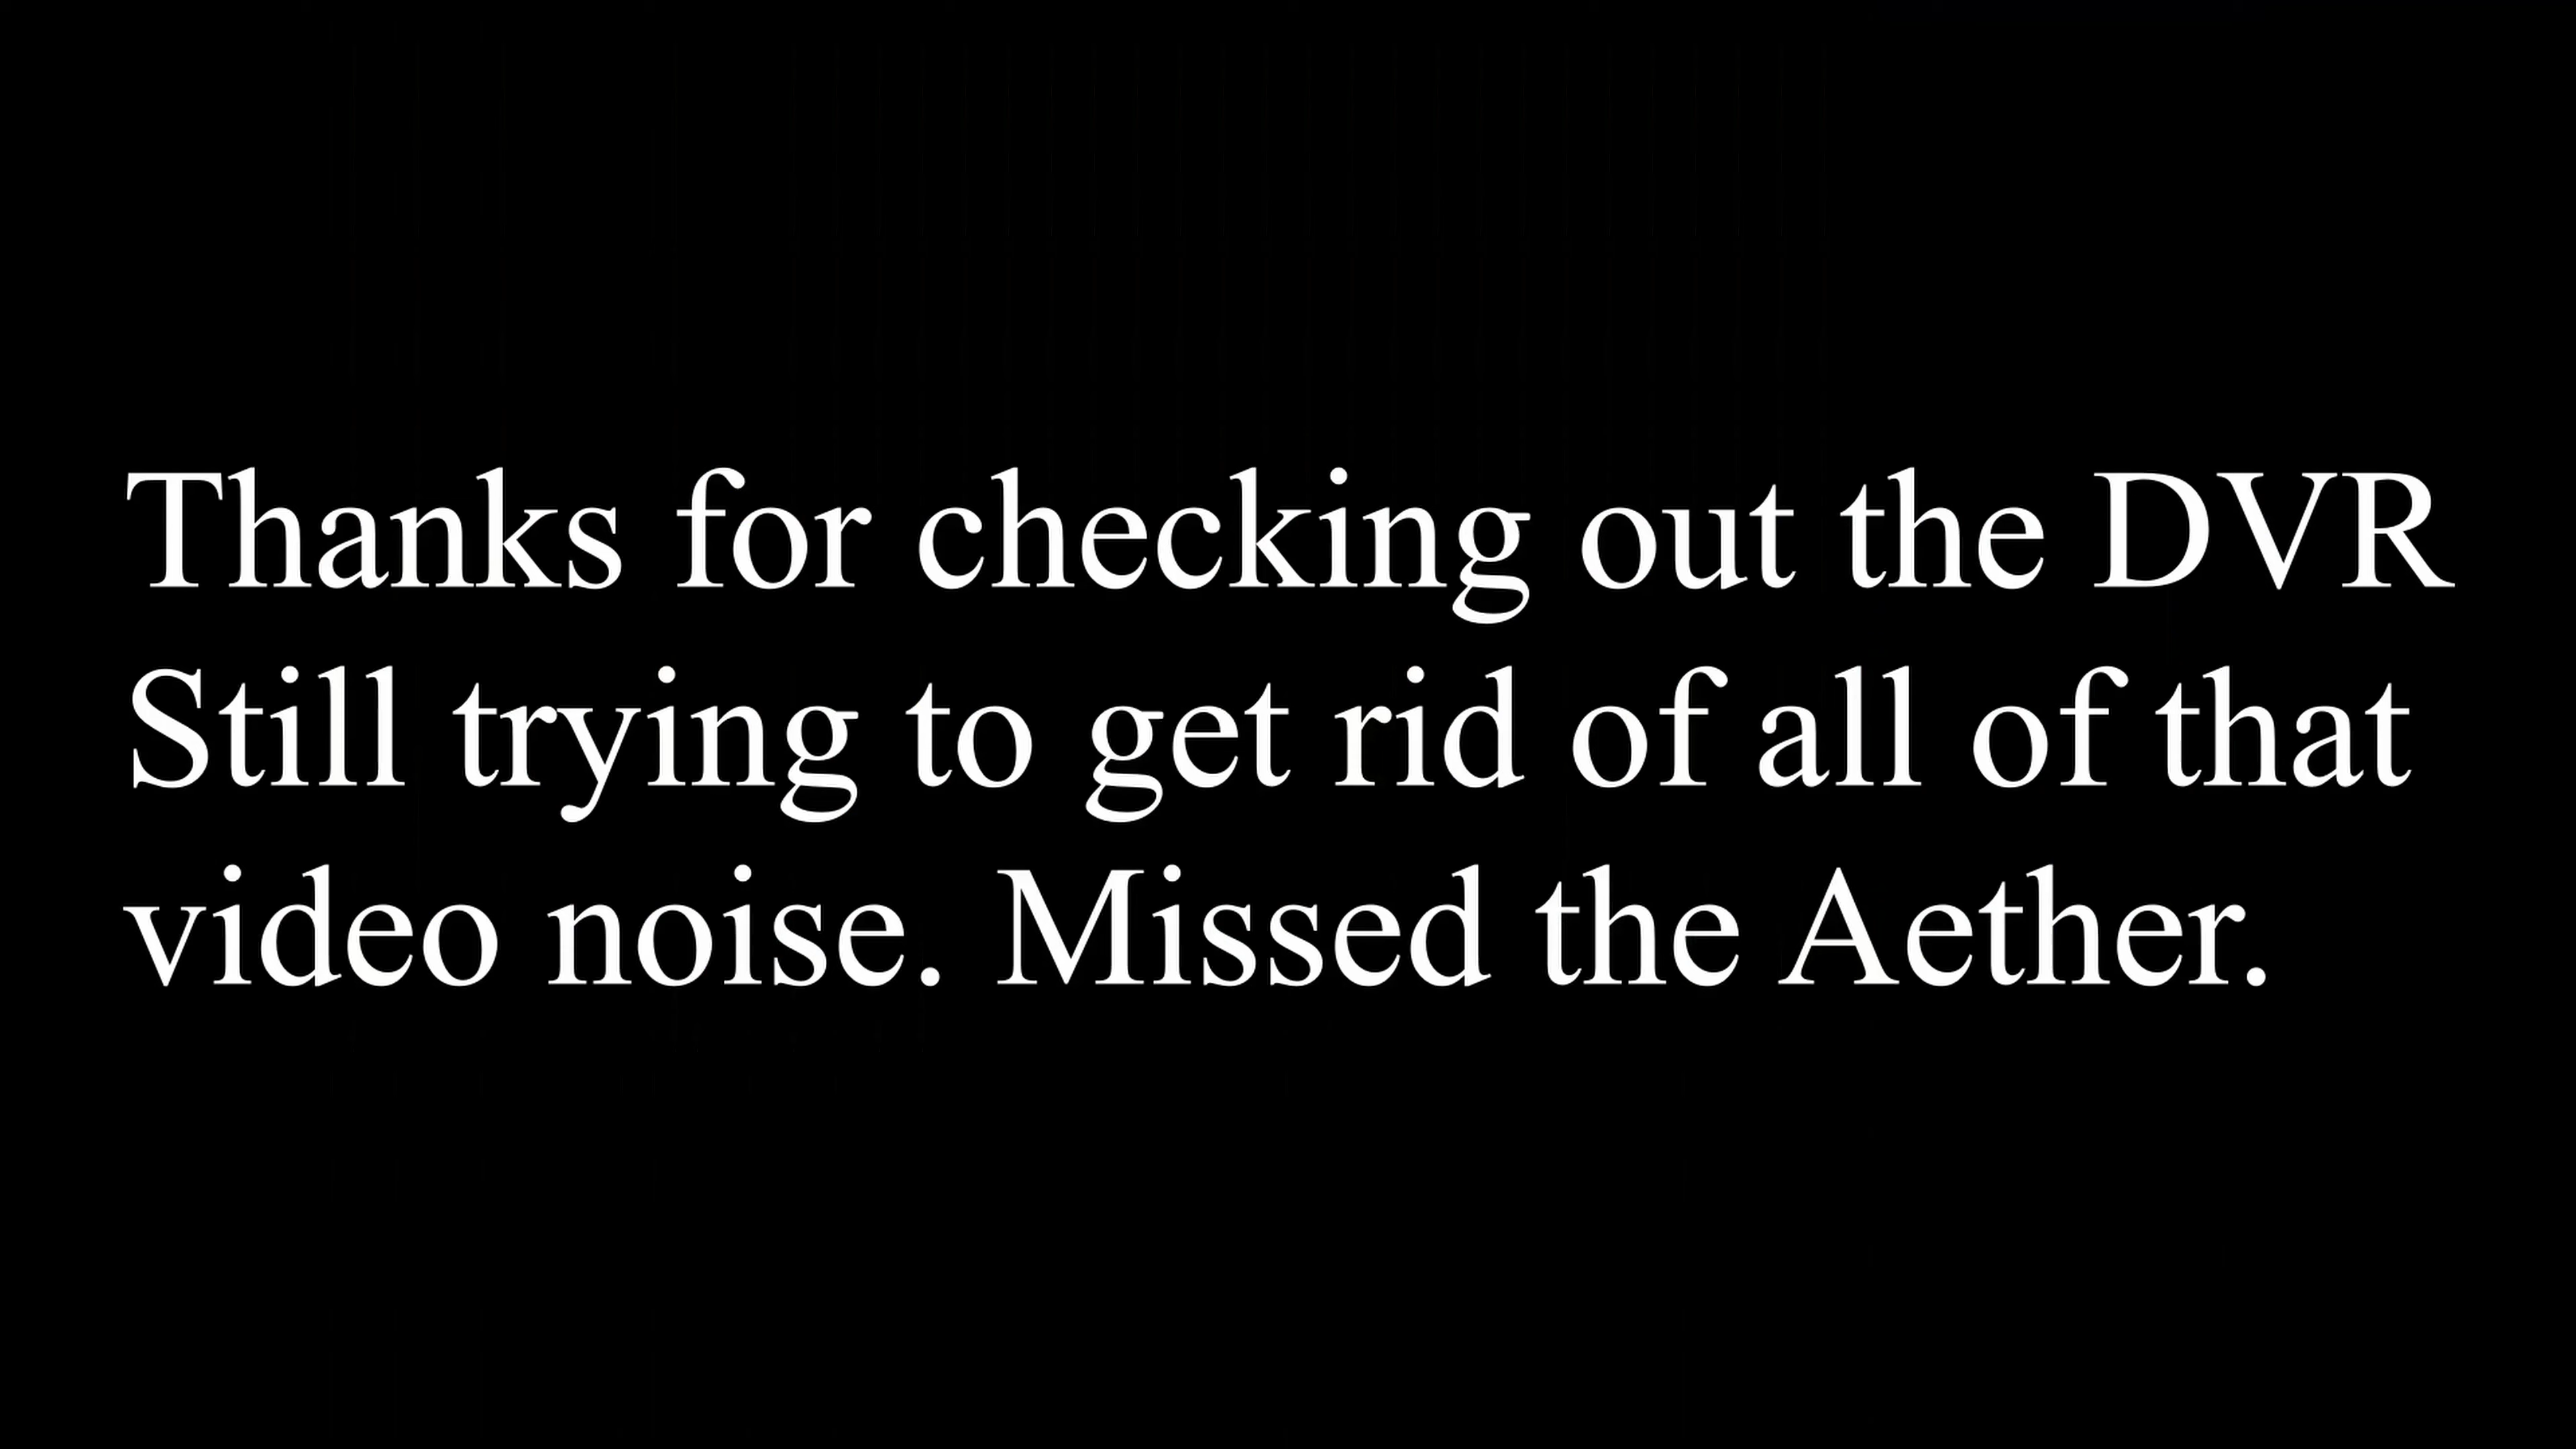 Thanks for checking out the DVR
Still trying to get rid of all of that
video noise. Missed the Aether.